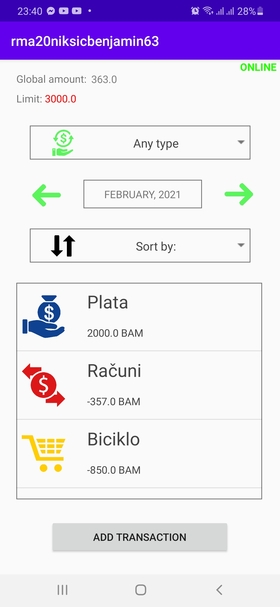 23:40
28%
rma20niksicbenjamin63
ONLINE
Global amount: 363.0
Limit: 3000.0
Any type
FEBRUARY, 2021
Sort by:
Plata
2000.0 BAM
Računi
-357.0 BAM
Biciklo
-850.0 BAM
ADD TRANSACTION